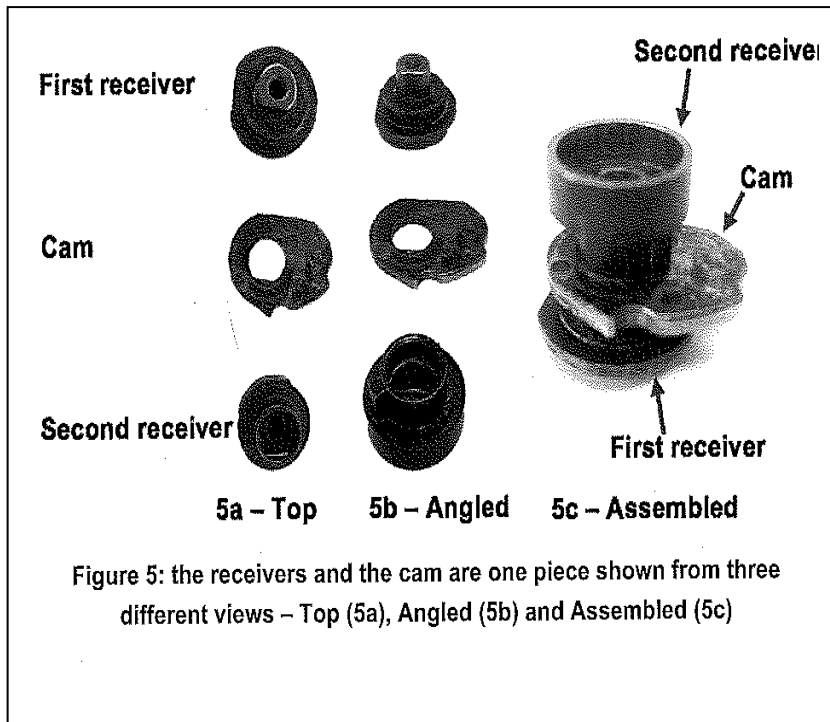 Second receiver
First receiver
Cam
Cam
Second receiver
First receiver
5a – Top
5b – Angled
5c – Assembled
Figure 5: the receivers and the cam are one piece shown from three
different views – Top (5a), Angled (5b) and Assembled (5c)